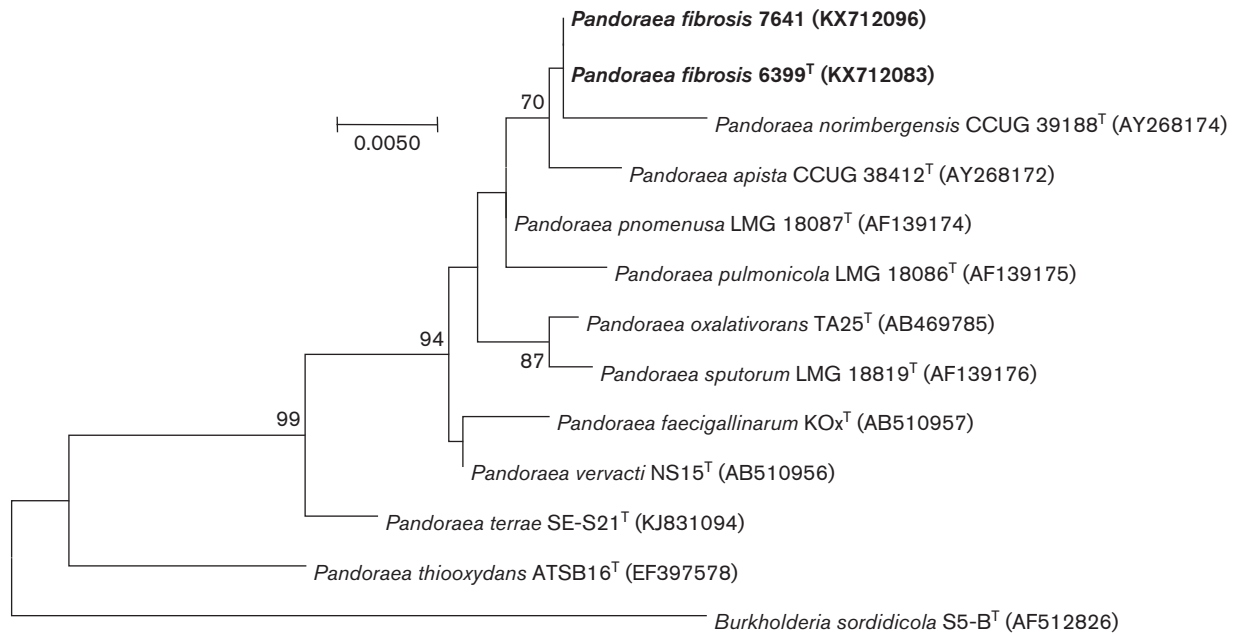 Pandoraea fibrosis 7641 (KX712096)
Pandoraea fibrosis 6399ᵀ (KX712083)
70
0.0050
Pandoraea norimbergensis CCUG 39188ᵀ (AY268174)
Pandoraea apista CCUG 38412ᵀ (AY268172)
Pandoraea pnomenusa LMG 18087ᵀ (AF139174)
Pandoraea pulmonicola LMG 18086ᵀ (AF139175)
Pandoraea oxalativorans TA25ᵀ (AB469785)
94
87
Pandoraea sputorum LMG 18819ᵀ (AF139176)
99
Pandoraea faecigallinarum KOxᵀ (AB510957)
Pandoraea vervacti NS15ᵀ (AB510956)
Pandoraea terrae SE-S21ᵀ (KJ831094)
Pandoraea thiooxydans ATSB16ᵀ (EF397578)
Burkholderia sordidicola S5-Bᵀ (AF512826)